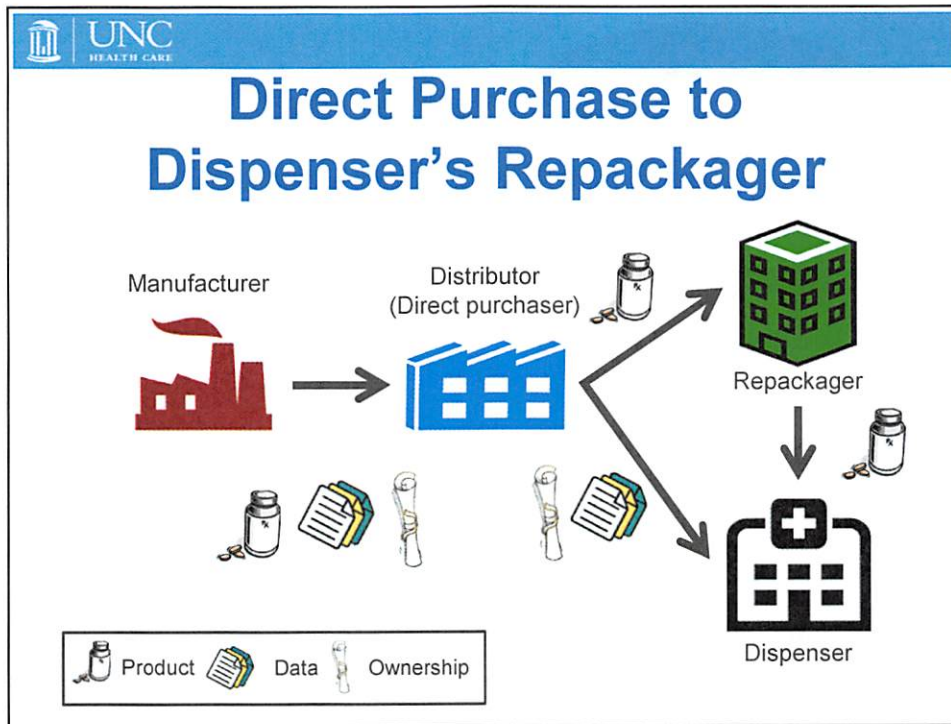 UNC
HEALTH CARE
Direct Purchase to
Dispenser's Repackager
Manufacturer
Distributor
(Direct purchaser)
Repackager
Dispenser
Product
Data
Ownership